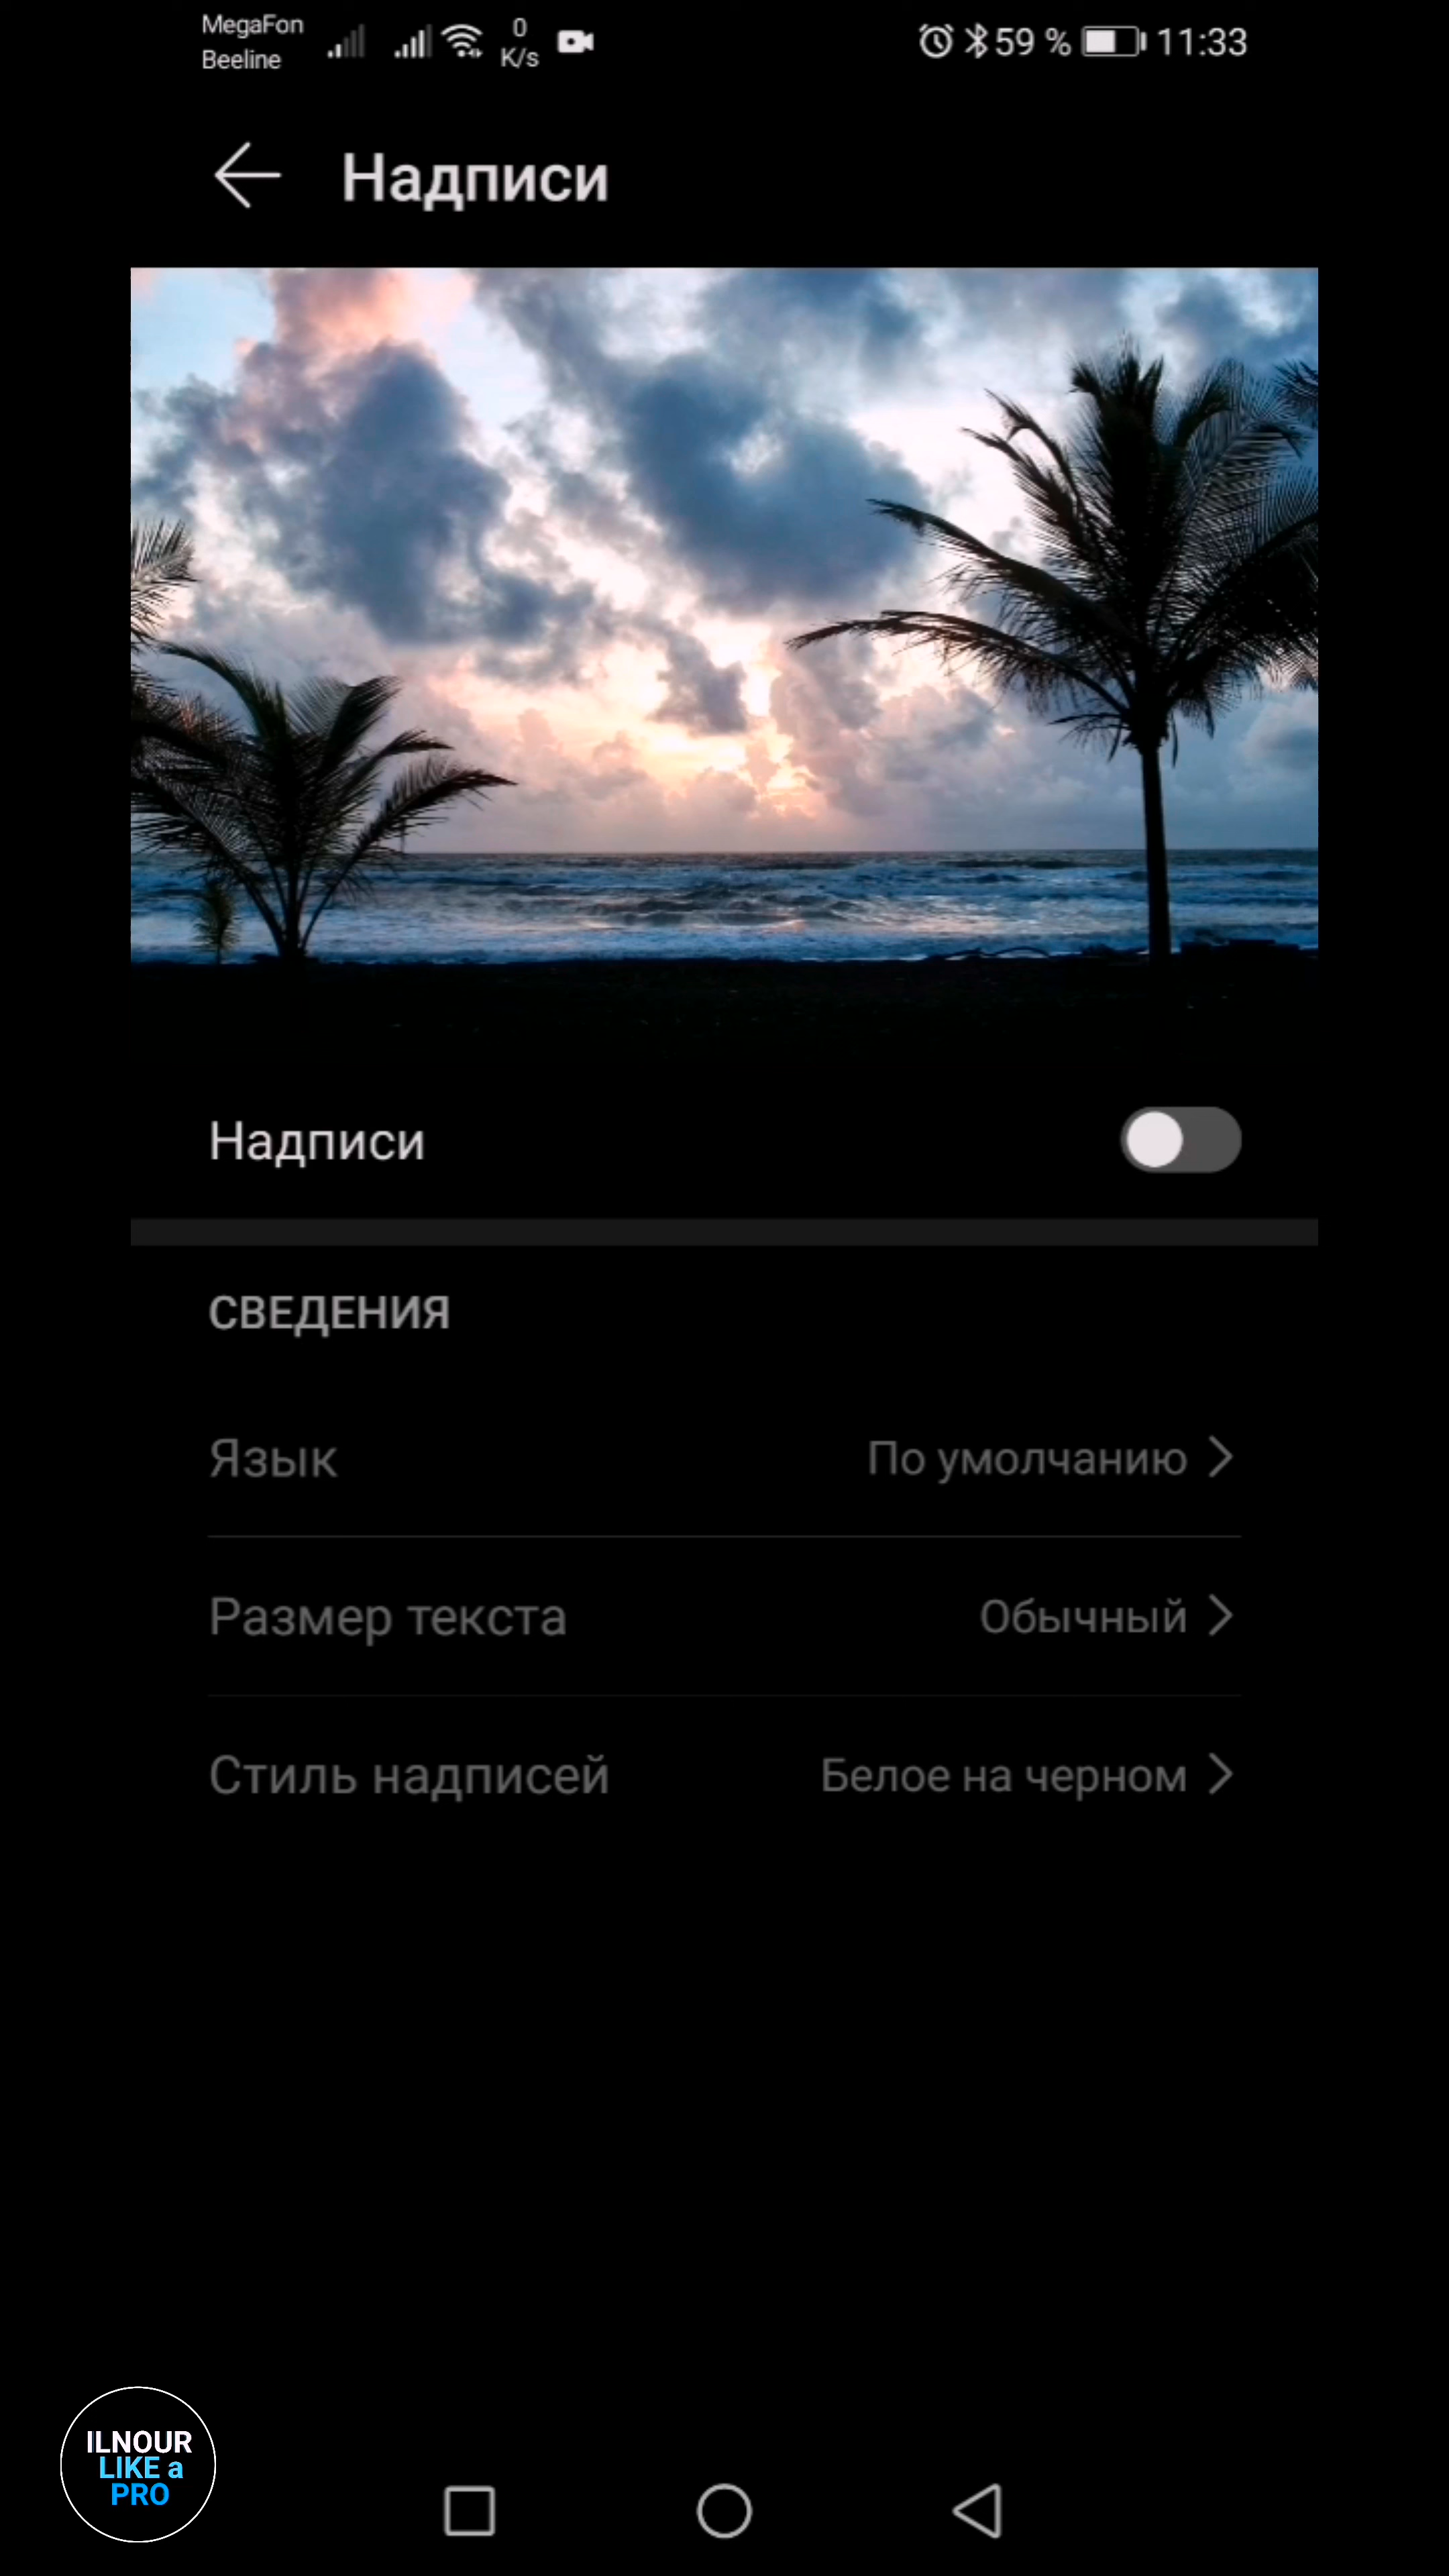 MegaFon
Beeline
0
K/s
59 %
11:33
Надписи
Надписи
СВЕДЕНИЯ
Язык
По умолчанию
Размер текста
Обычный
Стиль надписей
Белое на черном
ILNOUR
LIKE a
PRO